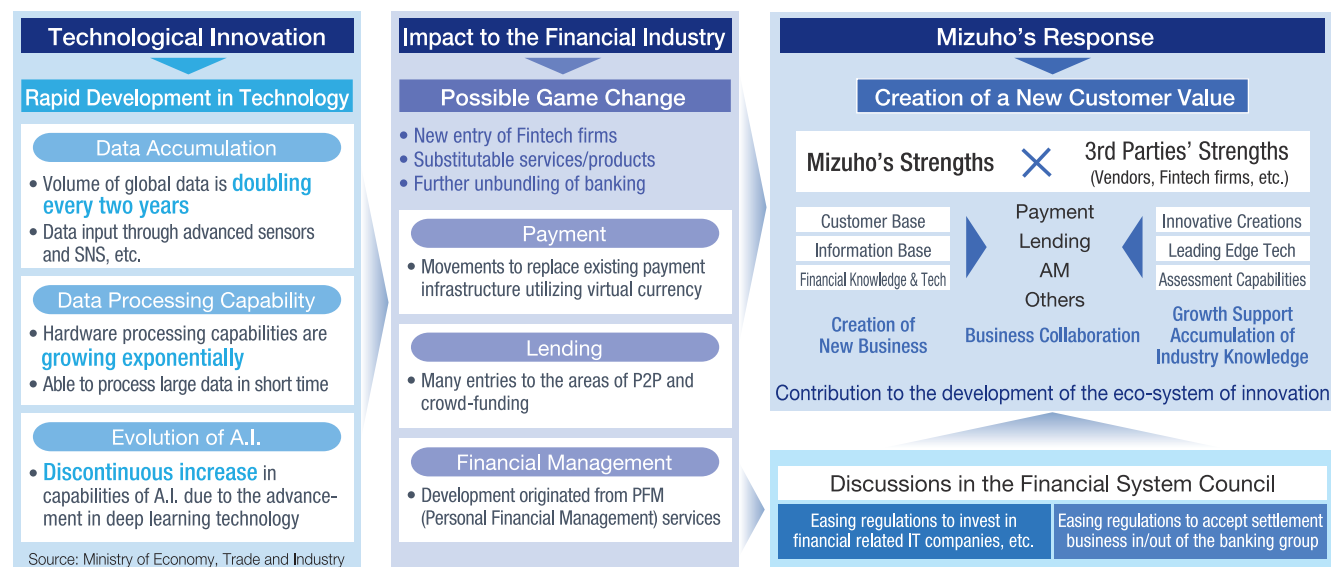 Technological Innovation
Rapid Development in Technology
Data Accumulation
• Volume of global data is doubling
every two years
• Data input through advanced sensors
and SNS, etc.
Data Processing Capability
• Hardware processing capabilities are
growing exponentially
• Able to process large data in short time
Evolution of A.I.
• Discontinuous increase in
capabilities of A.I. due to the advance-
ment in deep learning technology
Source: Ministry of Economy, Trade and Industry
Impact to the Financial Industry
Possible Game Change
• New entry of Fintech firms
• Substitutable services/products
• Further unbundling of banking
Payment
• Movements to replace existing payment
infrastructure utilizing virtual currency
Lending
• Many entries to the areas of P2P and
crowd-funding
Financial Management
• Development originated from PFM
(Personal Financial Management) services
Mizuho's Response
Creation of a New Customer Value
Mizuho's Strengths
×
3rd Parties' Strengths
(Vendors, Fintech firms, etc.)
Customer Base
Information Base
Financial Knowledge & Tech
Creation of
New Business
Payment
Lending
AM
Others
Business Collaboration
Innovative Creations
Leading Edge Tech
Assessment Capabilities
Growth Support
Accumulation of
Industry Knowledge
Contribution to the development of the eco-system of innovation
Discussions in the Financial System Council
Easing regulations to invest in
financial related IT companies, etc.
Easing regulations to accept settlement
business in/out of the banking group